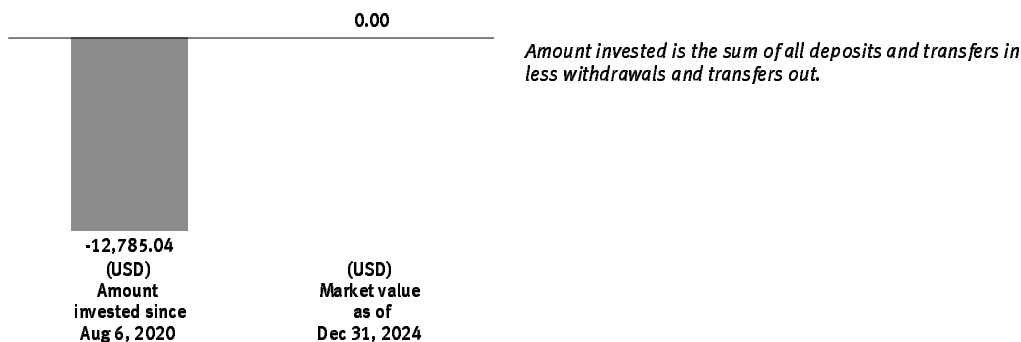 0.00
Amount invested is the sum of all deposits and transfers in
less withdrawals and transfers out.
-12,785.04
(USD)
Amount
invested since
Aug 6, 2020
(USD)
Market value
as of
Dec 31, 2024